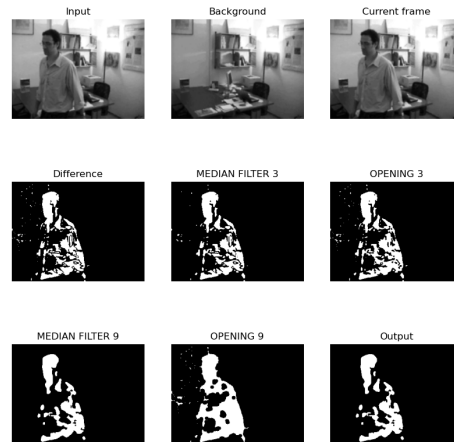 Input
Background
Current frame
Difference
MEDIAN FILTER 3
OPENING 3
MEDIAN FILTER 9
OPENING 9
Output